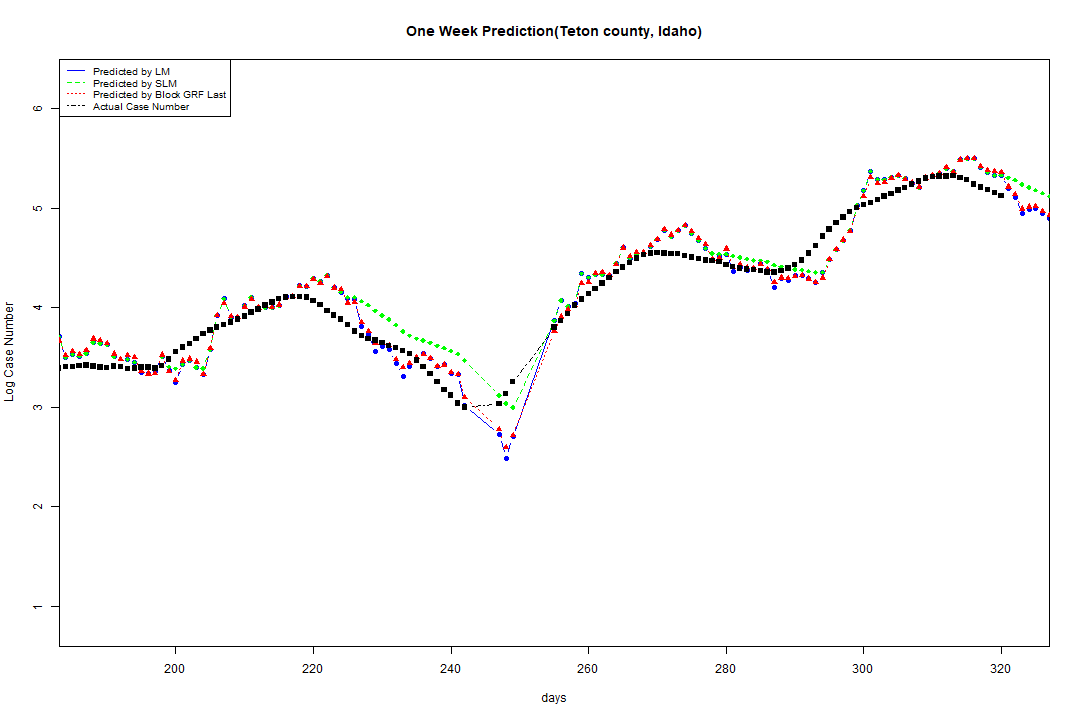 One Week Prediction(Teton county, Idaho)
Predicted by LM
Predicted by SLM
Predicted by Block GRF Last
Actual Case Number
6
5
4
3
2
1
Log Case Number
200 220 240 260 280 300 320
days